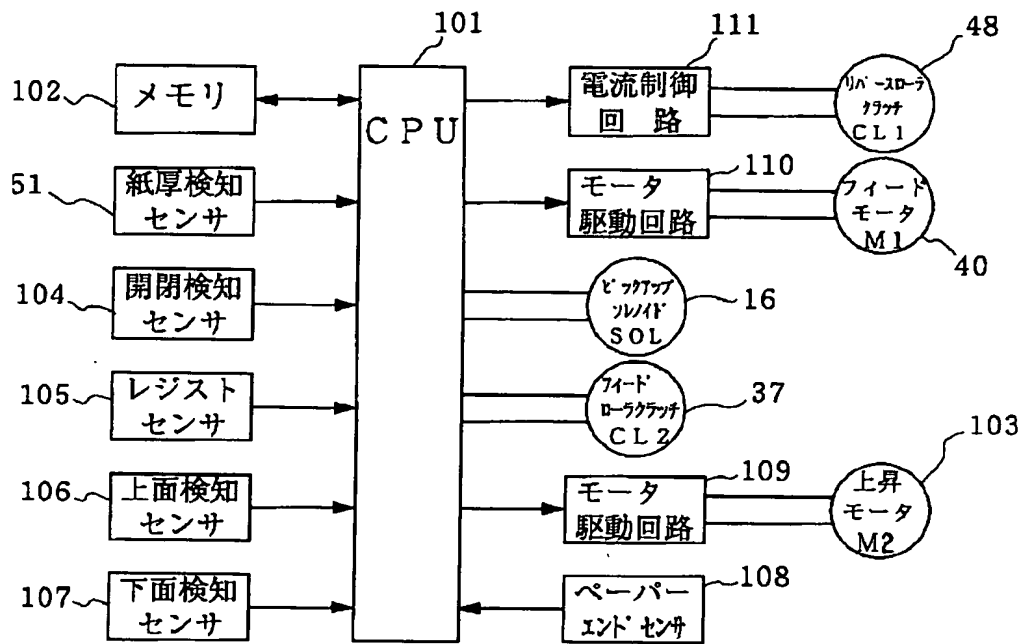 101
111
48
102
メモリ
CPU
電流制御
回路
リバースローラ
クラッチ
CL1
51
紙厚検知
センサ
110
モータ
駆動回路
フィード
モータ
M1
40
104
開閉検知
センサ
ピックアップ
ソレノイド
SOL
16
105
レジスト
センサ
フィード
ローラクラッチ
CL2
37
103
106
上面検知
センサ
109
モータ
駆動回路
上昇
モータ
M2
107
下面検知
センサ
108
ペーパー
エンドセンサ